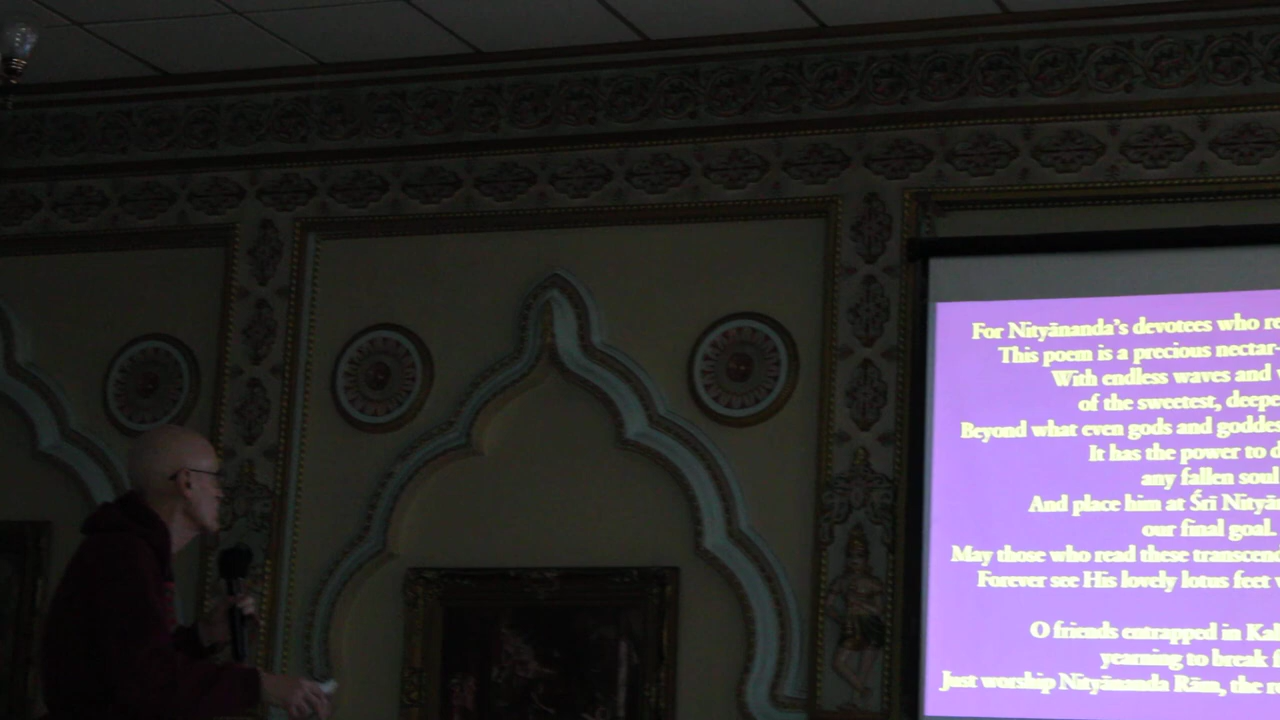 For Nityānanda's devotees who
This poem is a precious nectar-
With endless waves and
of the sweetest,
Beyond what even gods and
It has the power to
any fallen soul
And place him at Śrī
our final goal.
May those who read these
Forever see His lovely lotus feet
O friends entrapped in
yearning to break
Just worship Nityānanda Rām, the